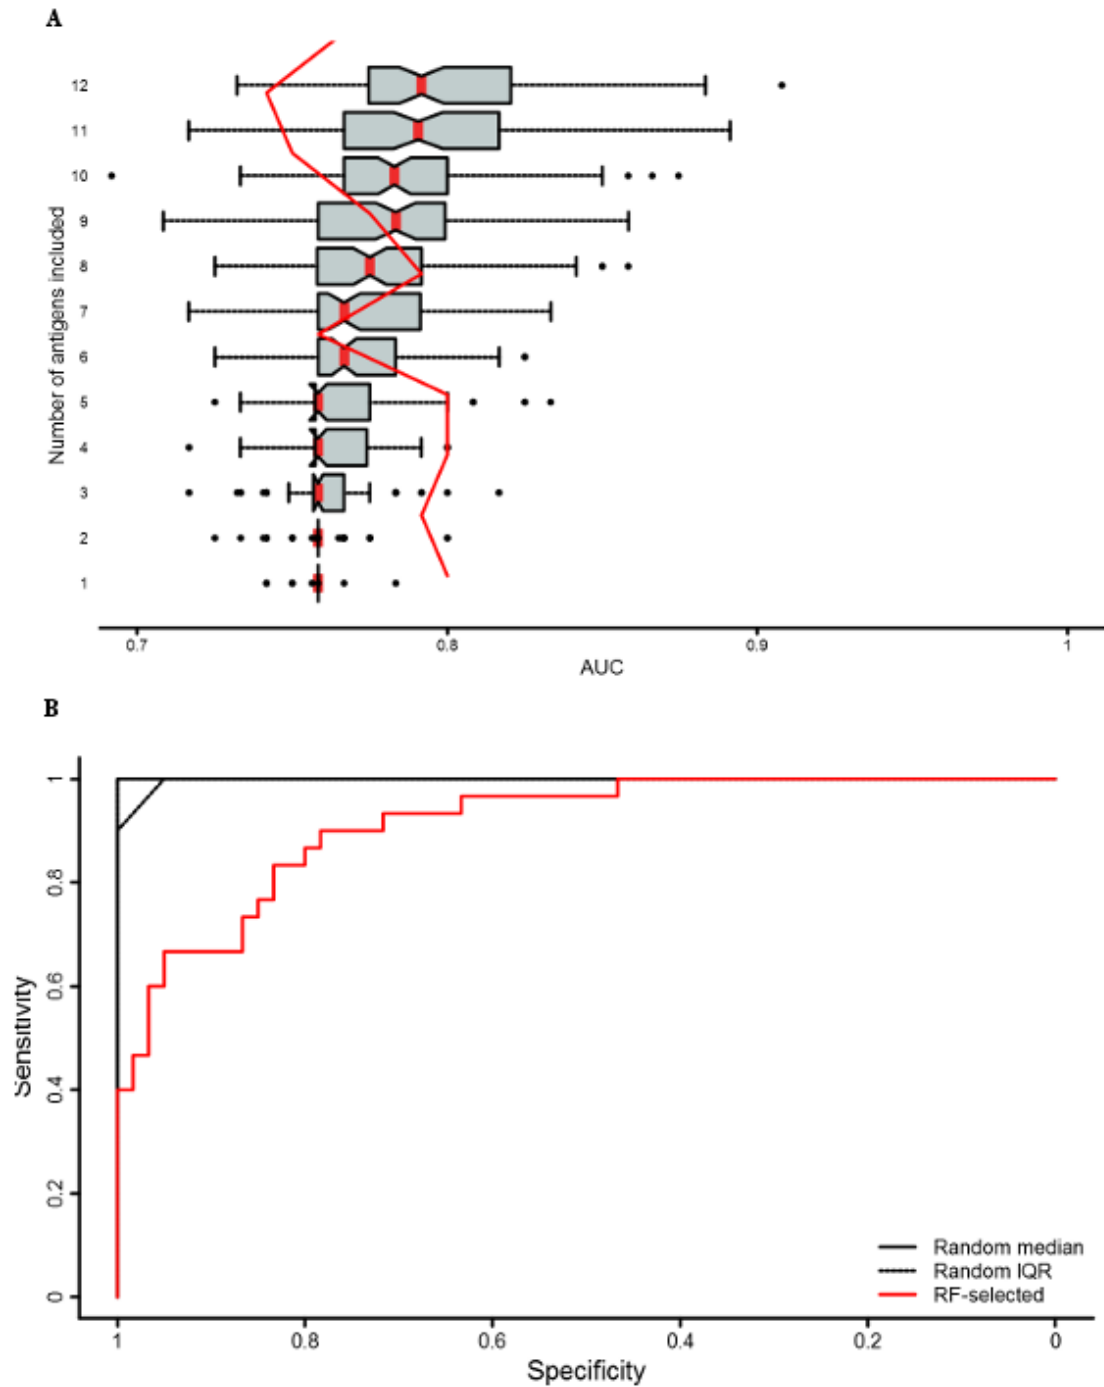 A
12
11
10
9
8
7
6
5
4
3
2
1
Number of antigens included
0.7 0.8 0.9 1
AUC
B
1
0.8
0.6
0.4
0.2
0
Sensitivity
Random median
Random IQR
RF-selected
1 0.8 0.6 0.4 0.2 0
Specificity